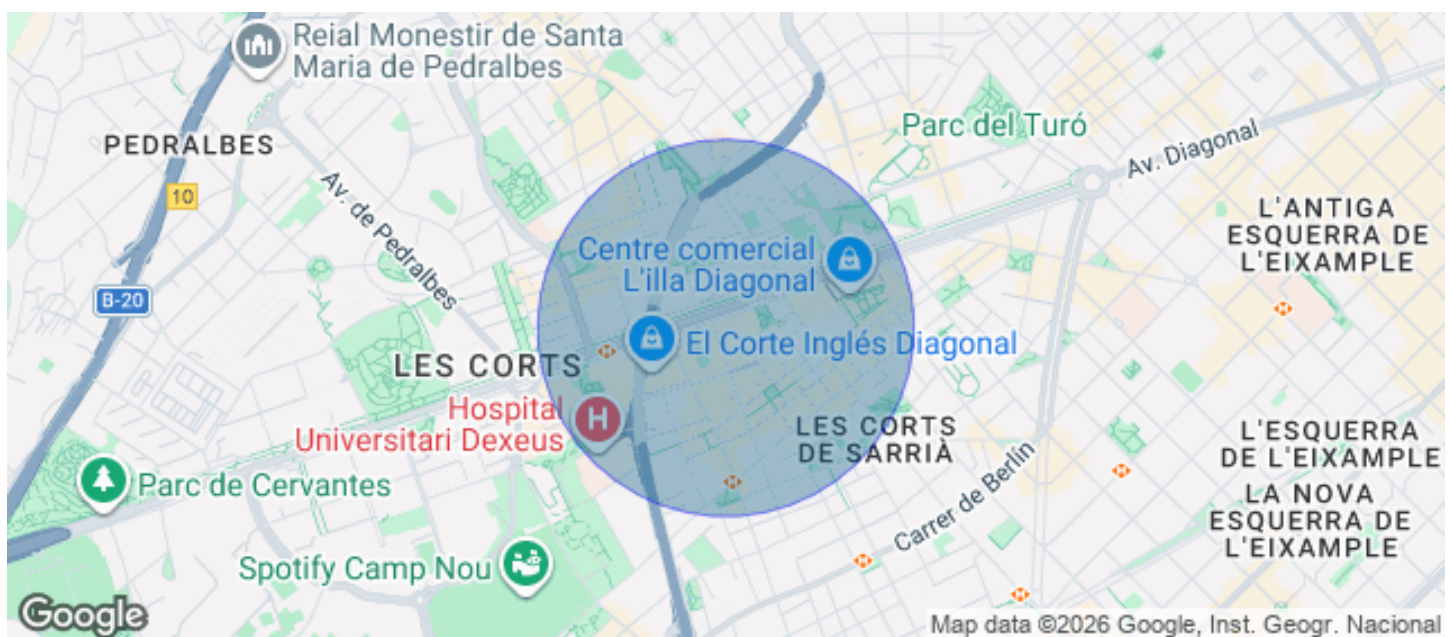 Reial Monestir de Santa
Maria de Pedralbes
PEDRALBES
10
Av. de Pedralbes
B-20
Parc del Turó
Av. Diagonal
L'ANTIGA
ESQUERRA DE
L'EIXAMPLE
Centre comercial
L'illa Diagonal
El Corte Inglés Diagonal
LES CORTS
H
Hospital
Universitari Dexeus
LES CORTS
DE SARRIÀ
L'ESQUERRA
DE L'EIXAMPLE
LA NOVA
ESQUERRA DE
L'EIXAMPLE
Parc de Cervantes
Carrer de Berlín
Spotify Camp Nou
Google
Map data ©2026 Google, Inst. Geogr. Nacional